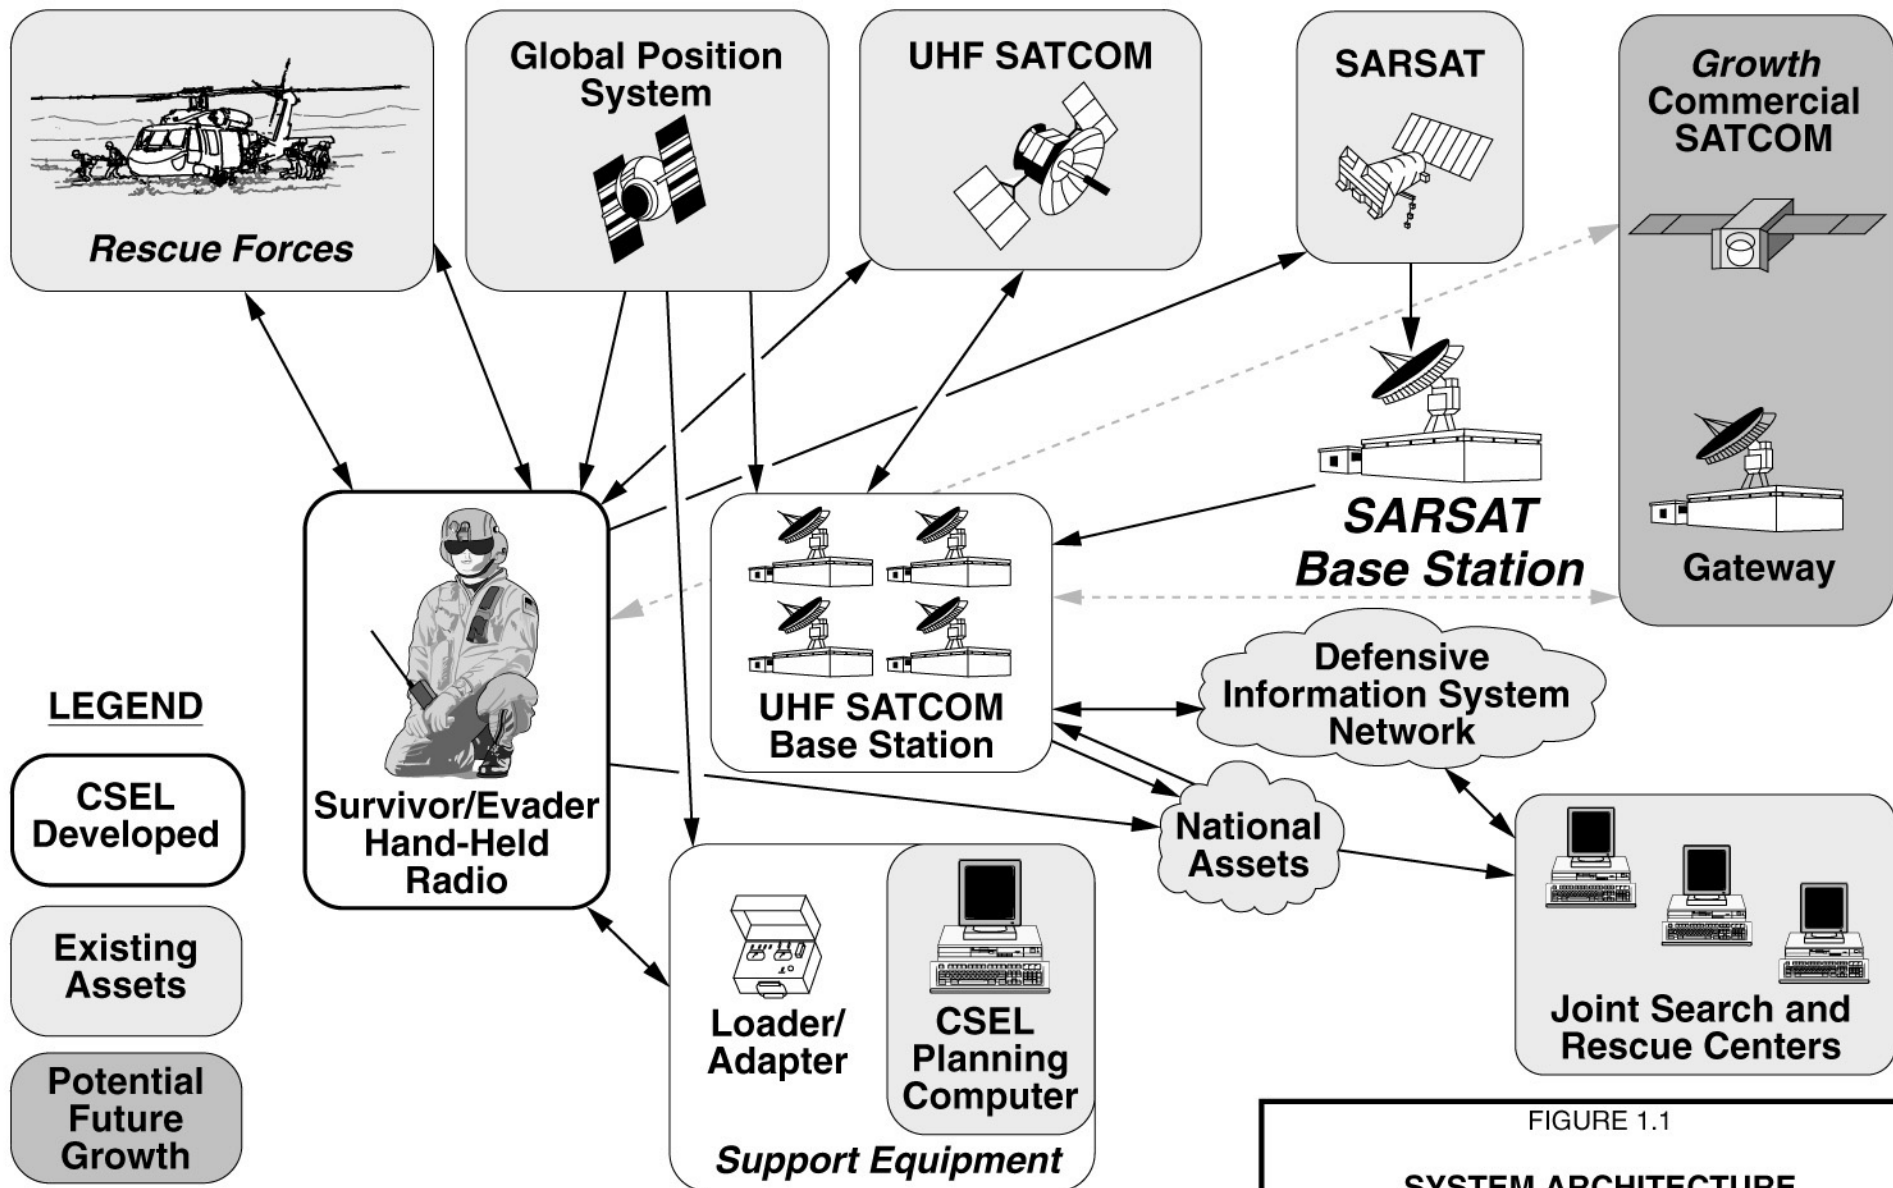 Rescue Forces
Global Position
System
UHF SATCOM
SARSAT
Growth
Commercial
SATCOM
Gateway
SARSAT
Base Station
UHF SATCOM
Base Station
Defensive
Information System
Network
National
Assets
Survivor/Evader
Hand-Held
Radio
Loader/
Adapter
CSEL
Planning
Computer
Support Equipment
Joint Search and
Rescue Centers
LEGEND
CSEL
Developed
Existing
Assets
Potential
Future
Growth
FIGURE 1.1
SYSTEM ARCHITECTURE